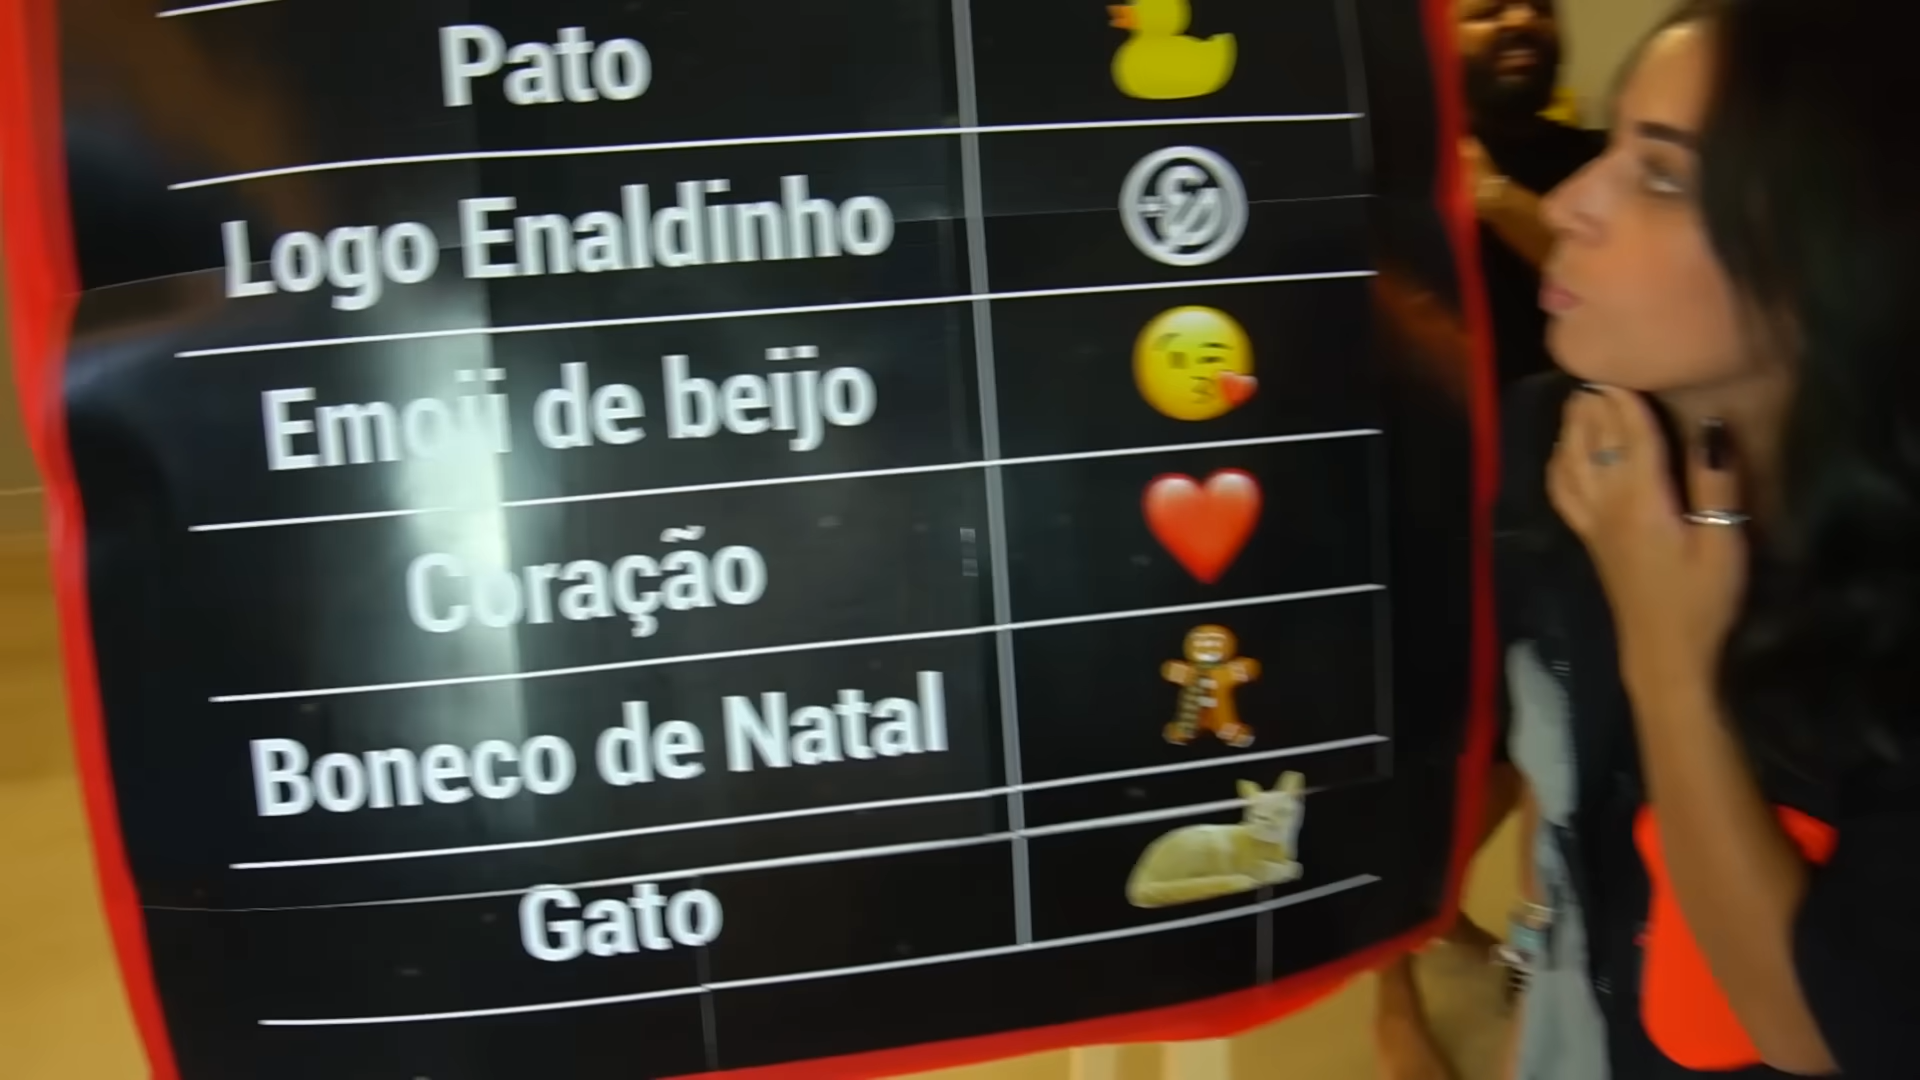 Pato
Logo Enaldinho
Emoji de beijo
Coração
Boneco de Natal
Gato